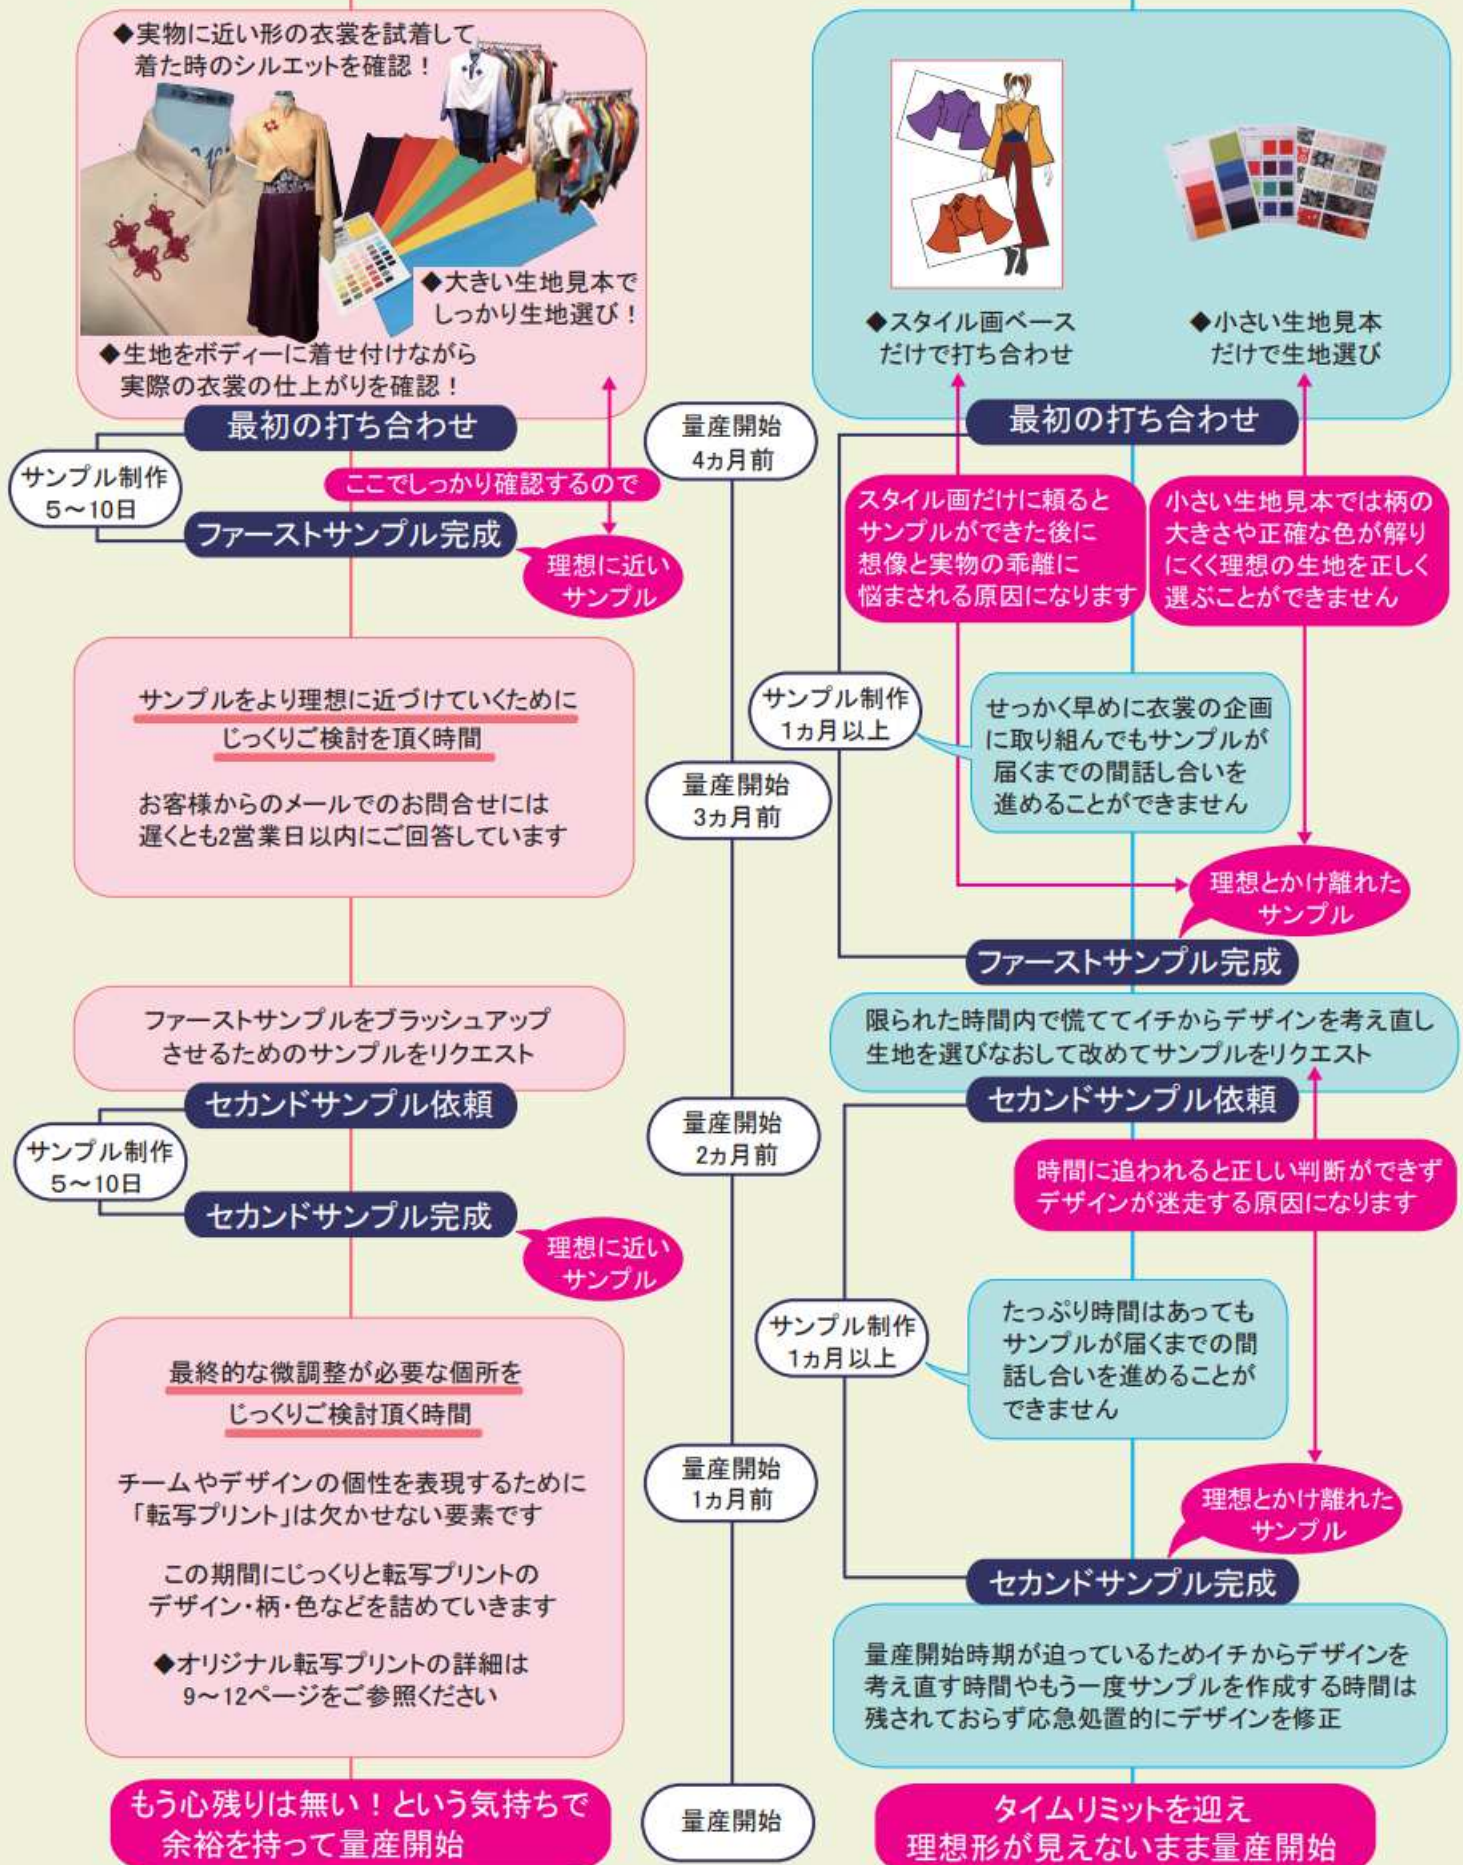 ◆実物に近い形の衣裳を試着して
着た時のシルエットを確認！
◆大きい生地見本で
しっかり生地選び！
◆生地をボディーに着せ付けながら
実際の衣裳の仕上がりを確認！
最初の打ち合わせ
サンプル制作
5〜10日
ここでしっかり確認するので
ファーストサンプル完成
理想に近い
サンプル
サンプルをより理想に近づけていくために
じっくりご検討を頂く時間
お客様からのメールでのお問合せには
遅くとも2営業日以内にご回答しています
ファーストサンプルをブラッシュアップ
させるためのサンプルをリクエスト
セカンドサンプル依頼
サンプル制作
5〜10日
セカンドサンプル完成
理想に近い
サンプル
最終的な微調整が必要な個所を
じっくりご検討頂く時間
チームやデザインの個性を表現するために
「転写プリント」は欠かせない要素です
この期間にじっくりと転写プリントの
デザイン・柄・色などを詰めていきます
◆オリジナル転写プリントの詳細は
9〜12ページをご参照ください
もう心残りは無い！という気持ちで
余裕を持って量産開始
量産開始
4ヵ月前
量産開始
3ヵ月前
量産開始
2ヵ月前
量産開始
1ヵ月前
量産開始
◆スタイル画ベース
だけで打ち合わせ
◆小さい生地見本
だけで生地選び
最初の打ち合わせ
スタイル画だけに頼ると
サンプルができた後に
想像と実物の乖離に
悩まされる原因になります
小さい生地見本では柄の
大きさや正確な色が解り
にくく理想の生地を正しく
選ぶことができません
サンプル制作
1ヵ月以上
せっかく早めに衣裳の企画
に取り組んでもサンプルが
届くまでの間話し合いを
進めることができません
理想とかけ離れた
サンプル
ファーストサンプル完成
限られた時間内で慌ててイチからデザインを考え直し
生地を選びなおして改めてサンプルをリクエスト
セカンドサンプル依頼
時間に追われると正しい判断ができず
デザインが迷走する原因になります
サンプル制作
1ヵ月以上
たっぷり時間はあっても
サンプルが届くまでの間
話し合いを進めることが
できません
理想とかけ離れた
サンプル
セカンドサンプル完成
量産開始時期が迫っているためイチからデザインを
考え直す時間やもう一度サンプルを作成する時間は
残されておらず応急処置的にデザインを修正
タイムリミットを迎え
理想形が見えないまま量産開始